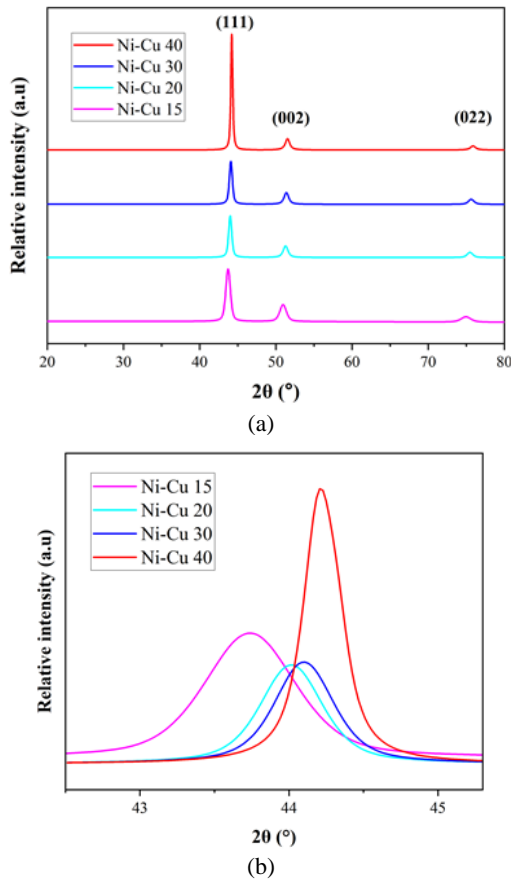 (111)
Ni-Cu 40
Ni-Cu 30
Ni-Cu 20
Ni-Cu 15
(002)
(022)
Relative intensity (a.u)
20 30 40 50 60 70 80
2θ (°)
(a)
Ni-Cu 15
Ni-Cu 20
Ni-Cu 30
Ni-Cu 40
Relative intensity (a.u)
43 44 45
2θ (°)
(b)